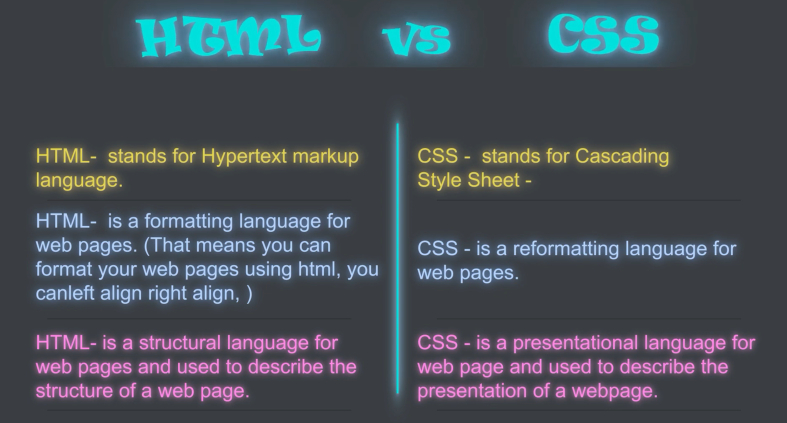 HTML vs CSS
HTML- stands for Hypertext markup
language.
CSS - stands for Cascading
Style Sheet -
HTML- is a formatting language for
web pages. (That means you can
format your web pages using html, you
canleft align right align, )
CSS - is a reformatting language for
web pages.
HTML- is a structural language for
web pages and used to describe the
structure of a web page.
CSS - is a presentational language for
web page and used to describe the
presentation of a webpage.